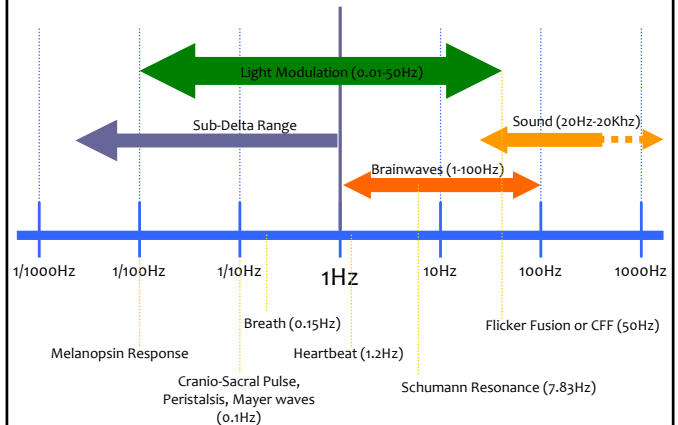 Light Modulation (0.01-50Hz)
Sub-Delta Range
Sound (20Hz-20Khz)
Brainwaves (1-100Hz)
1/1000Hz
1/100Hz
1/10Hz
1Hz
10Hz
100Hz
1000Hz
Breath (0.15Hz)
Flicker Fusion or CFF (50Hz)
Melanopsin Response
Heartbeat (1.2Hz)
Cranio-Sacral Pulse,
Peristalsis, Mayer waves
(0.1Hz)
Schumann Resonance (7.83Hz)